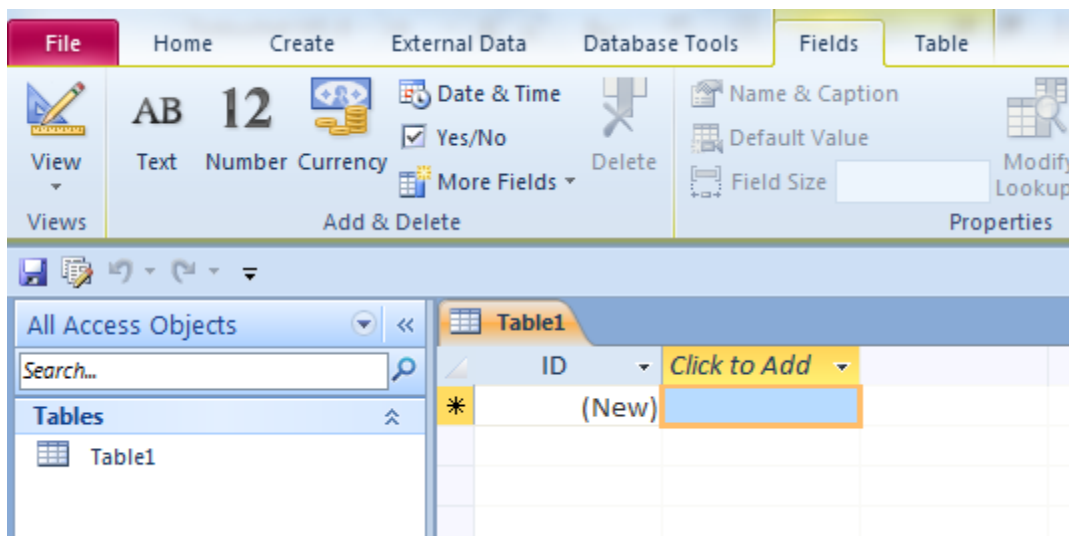 File Home Create External Data Database Tools Fields Table
AB 12 Date & Time Name & Caption
Yes/No Default Value
View Text Number Currency Delete Modify
More Fields Field Size Lookup
Views Add & Delete Properties
All Access Objects « Table1
Search... ID Click to Add
Tables * (New)
Table1